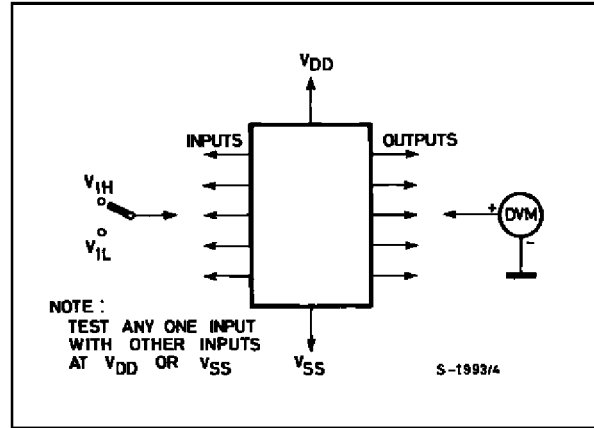 VDD
INPUTS
OUTPUTS
VIH
VIL
+
DVM
-
NOTE :
TEST ANY ONE INPUT
WITH OTHER INPUTS
AT VDD OR VSS
VSS
S-1993/4